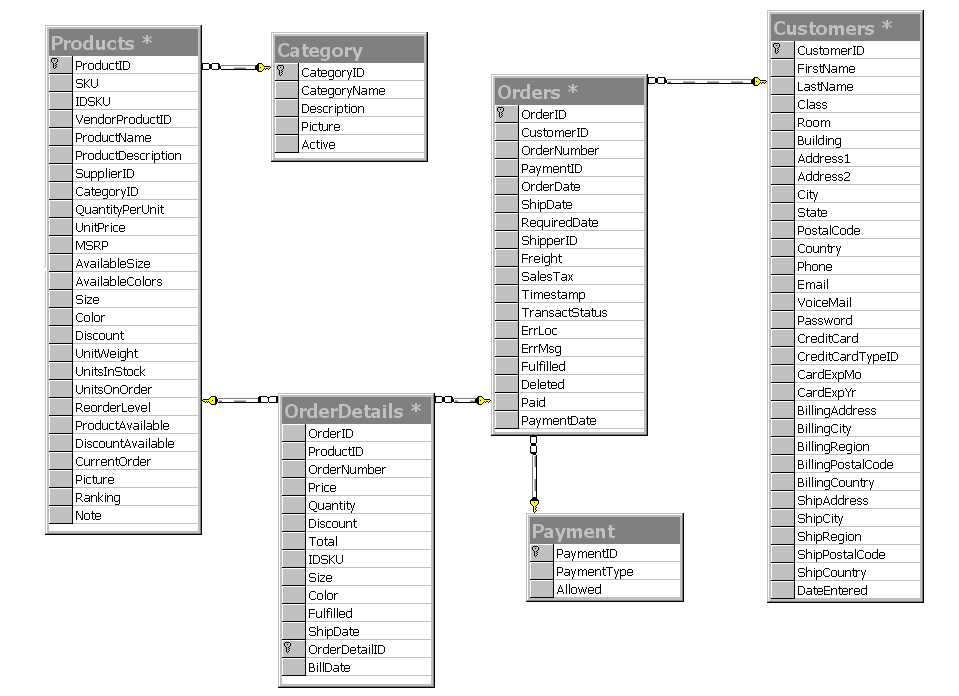 Products *
ProductID
SKU
IDSKU
VendorProductID
ProductName
ProductDescription
SupplierID
CategoryID
QuantityPerUnit
UnitPrice
MSRP
AvailableSize
AvailableColors
Size
Color
Discount
UnitWeight
UnitsInStock
UnitsOnOrder
ReorderLevel
ProductAvailable
DiscountAvailable
CurrentOrder
Picture
Ranking
Note
Category
CategoryID
CategoryName
Description
Picture
Active
OrderDetails *
OrderID
ProductID
OrderNumber
Price
Quantity
Discount
Total
IDSKU
Size
Color
Fulfilled
ShipDate
OrderDetailID
BillDate
Orders *
OrderID
CustomerID
OrderNumber
PaymentID
OrderDate
ShipDate
RequiredDate
ShipperID
Freight
SalesTax
Timestamp
TransactStatus
ErrLoc
ErrMsg
Fulfilled
Deleted
Paid
PaymentDate
Payment
PaymentID
PaymentType
Allowed
Customers *
CustomerID
FirstName
LastName
Class
Room
Building
Address1
Address2
City
State
PostalCode
Country
Phone
Email
VoiceMail
Password
CreditCard
CreditCardTypeID
CardExpMo
CardExpYr
BillingAddress
BillingCity
BillingRegion
BillingPostalCode
BillingCountry
ShipAddress
ShipCity
ShipRegion
ShipPostalCode
ShipCountry
DateEntered